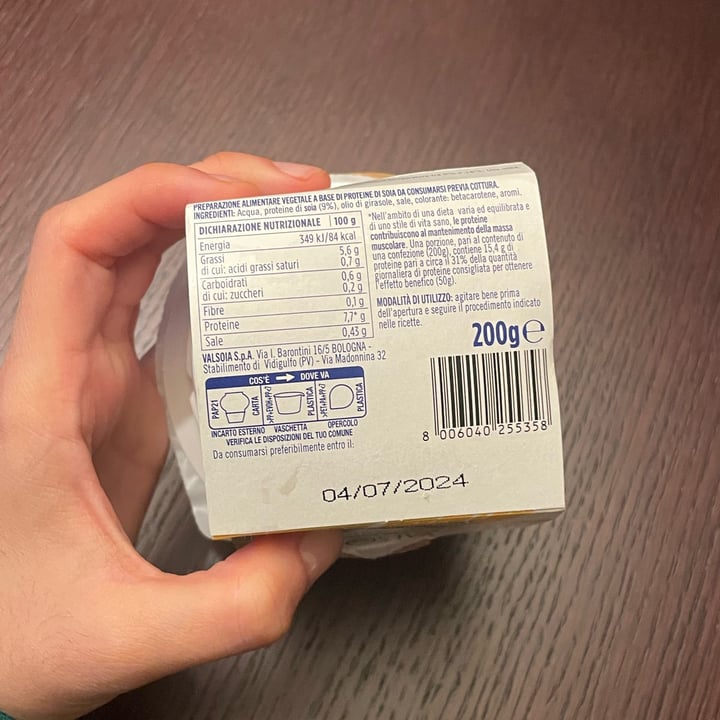 PREPARAZIONE ALIMENTARE VEGETALE A BASE DI PROTEINE DI SOIA DA CONSUMARSI PREVIA COTTURA.
INGREDIENTI: Acqua, proteine di soia (9%), olio di girasole, sale, colorante: betacarotene, aromi.
DICHIARAZIONE NUTRIZIONALE 100 g
Energia 349 kJ/84 kcal
Grassi 5,6 g
di cui: acidi grassi saturi 0,7 g
Carboidrati 0,6 g
di cui: zuccheri 0,2 g
Fibre 0,1 g
Proteine 7,7* g
Sale 0,43 g
*Nell'ambito di una dieta varia ed equilibrata e
di uno stile di vita sano, le proteine
contribuiscono al mantenimento della massa
muscolare. Una porzione, pari al contenuto di
una confezione (200g), contiene 15,4 g di
proteine pari a circa il 31% della quantità
giornaliera di proteine consigliata per ottenere
l'effetto benefico (50g).
MODALITÀ DI UTILIZZO: agitare bene prima
dell'apertura e seguire il procedimento indicato
nelle ricette.
200g e
VALSOIA S.p.A. Via I. Barontini 16/5 BOLOGNA -
Stabilimento di Vidigulfo (PV) - Via Madonnina 32
COS'È → DOVE VA
PAP21 CARTA PLASTICA PLASTICA
INCARTO ESTERNO VASCHETTA OPERCOLO
VERIFICA LE DISPOSIZIONI DEL TUO COMUNE
Da consumarsi preferibilmente entro il:
04/07/2024
8 006040 255358